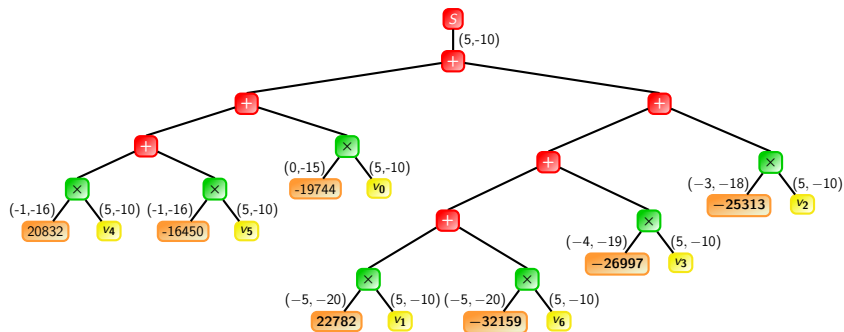 S
(5,-10)
+
+ +
+ × + ×
(0,-15) (5,-10)
-19744 v0
(−3, −18) (5, −10)
−25313 v2
× × + ×
(-1,-16) (5,-10) (-1,-16) (5,-10)
20832 v4 -16450 v5
(−4, −19) (5, −10)
−26997 v3
× ×
(−5, −20) (5, −10) (−5, −20) (5, −10)
22782 v1 −32159 v6